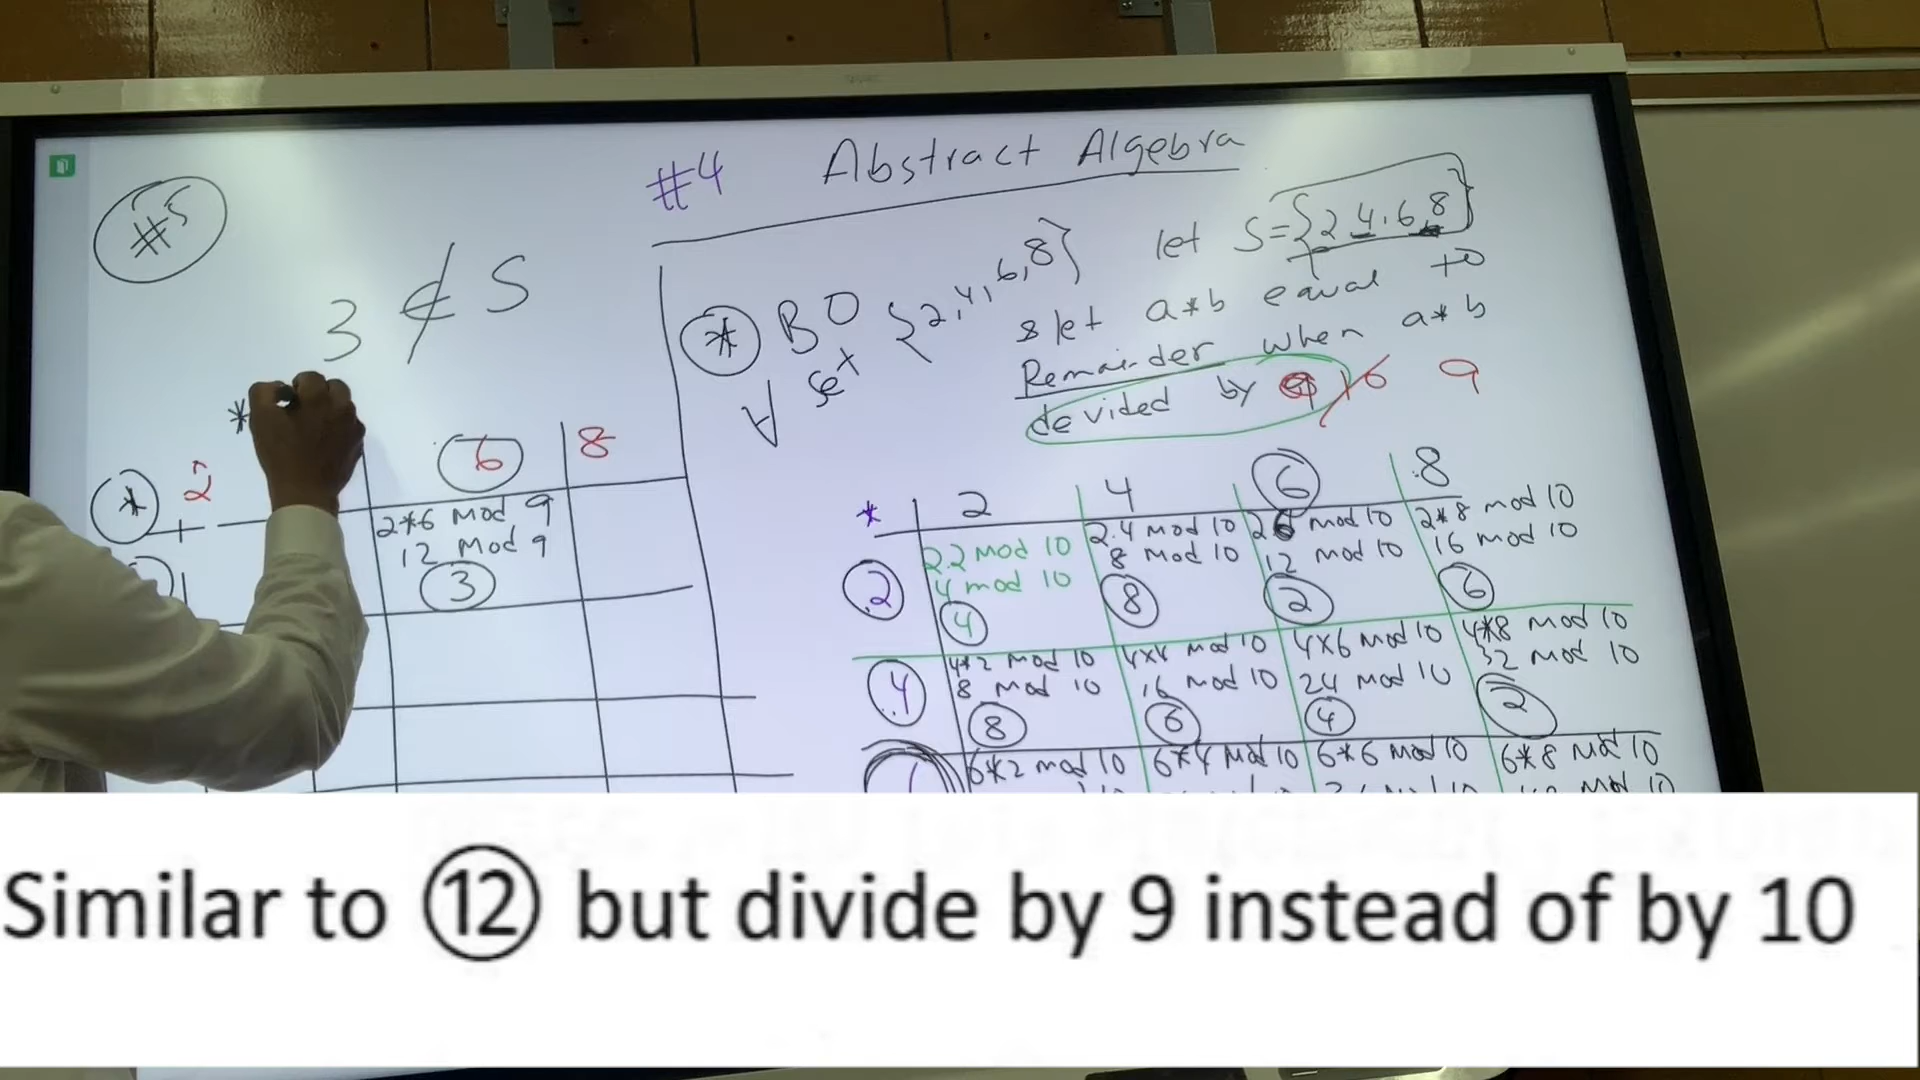 #4 Abstract Algebra
#5
3 ∉ S
* BO {2,4,6,8}
∀ set
let S={2 4,6,8}
8 let a*b equal to
Remainder when a*b
devided by 9
*
* 2 6 8
2*6 mod 9
12 mod 9
3
* 2 4 6 8
2 2.2 mod 10 2.4 mod 10 26 mod 10 2*8 mod 10
4 mod 10 8 mod 10 12 mod 10 16 mod 10
4 8 2 6
4 4*2 mod 10 4x4 mod 10 4x6 mod 10 4*8 mod 10
8 mod 10 16 mod 10 24 mod 10 32 mod 10
8 6 4 2
6*2 mod 10 6*4 mod 10 6*6 mod 10 6*8 mod 10
Similar to ⑫ but divide by 9 instead of by 10